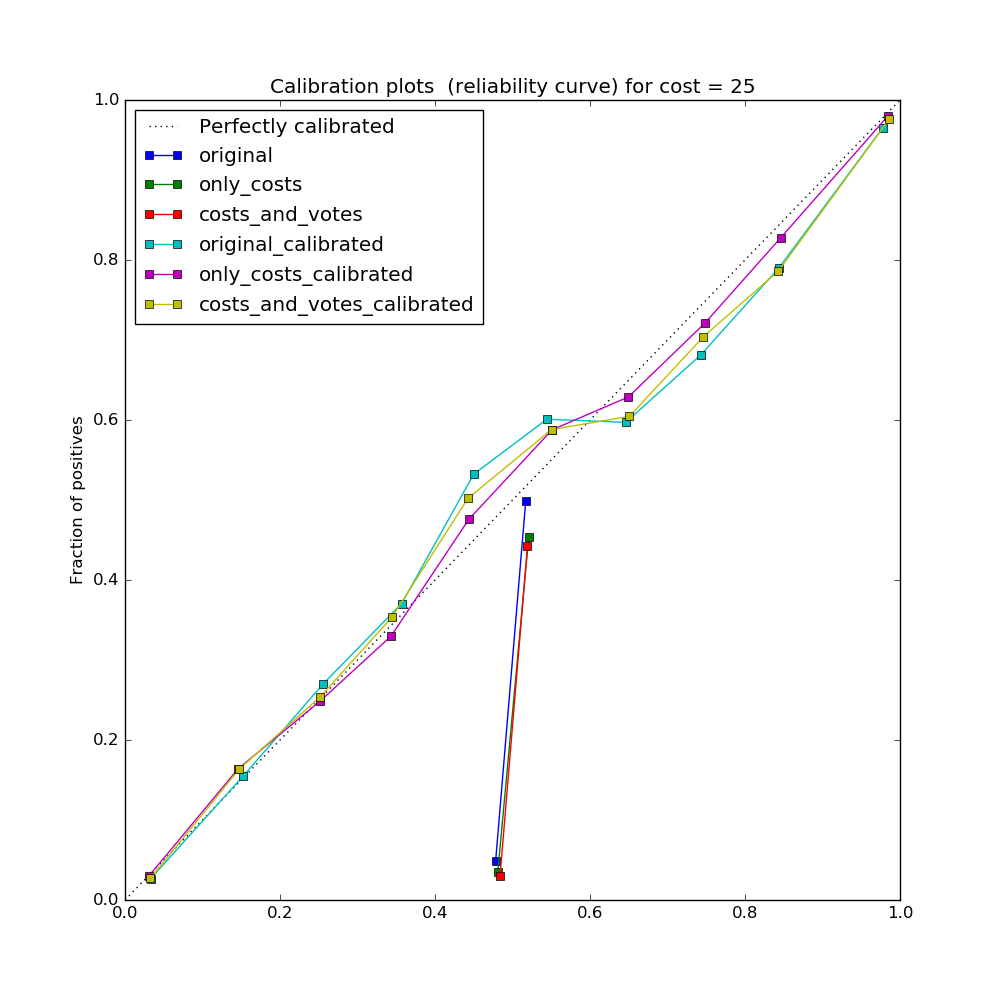 Calibration plots  (reliability curve) for cost = 25
1.0
0.8
0.6
0.4
0.2
0.0
Fraction of positives
Perfectly calibrated
original
only_costs
costs_and_votes
original_calibrated
only_costs_calibrated
costs_and_votes_calibrated
0.0 0.2 0.4 0.6 0.8 1.0